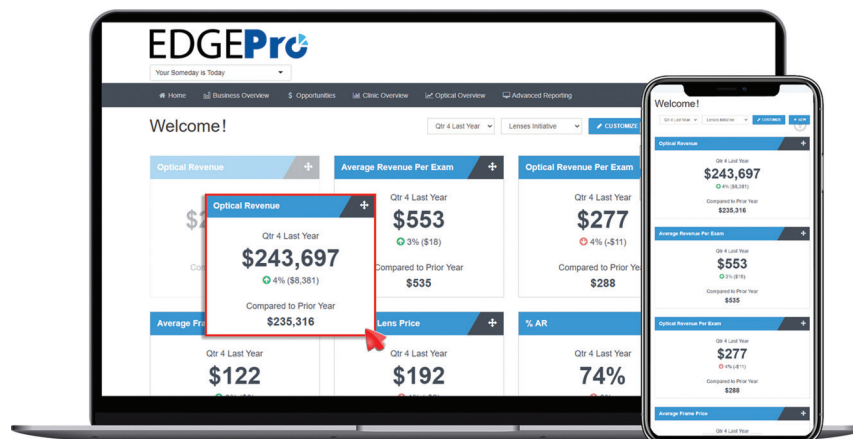 EDGEPro
Your Someday is Today
Home Business Overview $ Opportunities Clinic Overview Optical Overview Advanced Reporting
Welcome!
Qtr 4 Last Year Lenses Initiative CUSTOMIZE
Optical Revenue
Average Revenue Per Exam
Qtr 4 Last Year
$553
3% ($18)
Compared to Prior Year
$535
Optical Revenue Per Exam
Qtr 4 Last Year
$277
4% (-$11)
Compared to Prior Ye
$288
Optical Revenue
Qtr 4 Last Year
$243,697
4% ($8,381)
Compared to Prior Year
$235,316
Average Fra
Qtr 4 Last Year
$122
Lens Price
Qtr 4 Last Year
$192
% AR
Qtr 4 Last Year
74%
Welcome!
Qtr 4 Last Year Lenses Initiative CUSTOMIZE
Optical Revenue
Qtr 4 Last Year
$243,697
4% ($8,381)
Compared to Prior Year
$235,316
Average Revenue Per Exam
Qtr 4 Last Year
$553
3% ($18)
Compared to Prior Year
$535
Optical Revenue Per Exam
Qtr 4 Last Year
$277
4% (-$11)
Compared to Prior Year
$288
Average Frame Price
Qtr 4 Last Year